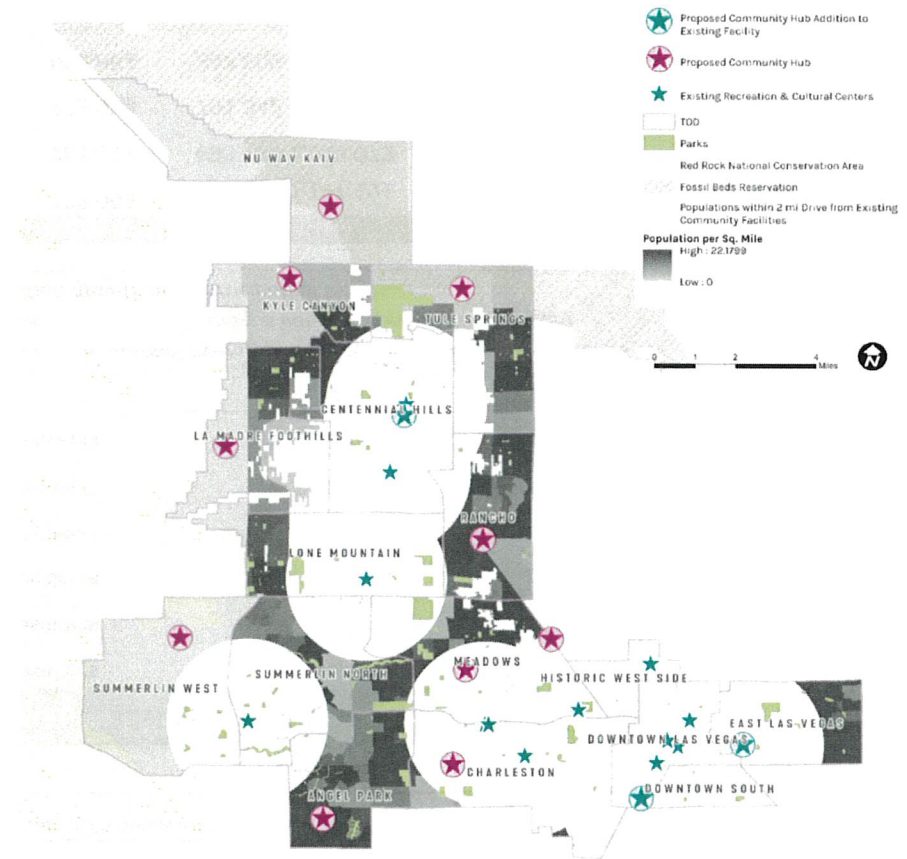 Proposed Community Hub Addition to
Existing Facility
Proposed Community Hub
Existing Recreation & Cultural Centers
TOD
Parks
Red Rock National Conservation Area
Fossil Beds Reservation
Populations within 2 mi Drive from Existing
Community Facilities
Population per Sq. Mile
High : 22.1799
Low : 0
0 1 2 4
Miles
N
NU WAV KAIV
KYLE CANYON
TULE SPRINGS
CENTENNIAL HILLS
LA MADRE FOOTHILLS
RANCHO
LONE MOUNTAIN
MEADOWS
SUMMERLIN NORTH
HISTORIC WEST SIDE
SUMMERLIN WEST
EAST LAS VEGAS
DOWNTOWN LAS VEGAS
CHARLESTON
DOWNTOWN SOUTH
ANGEL PARK